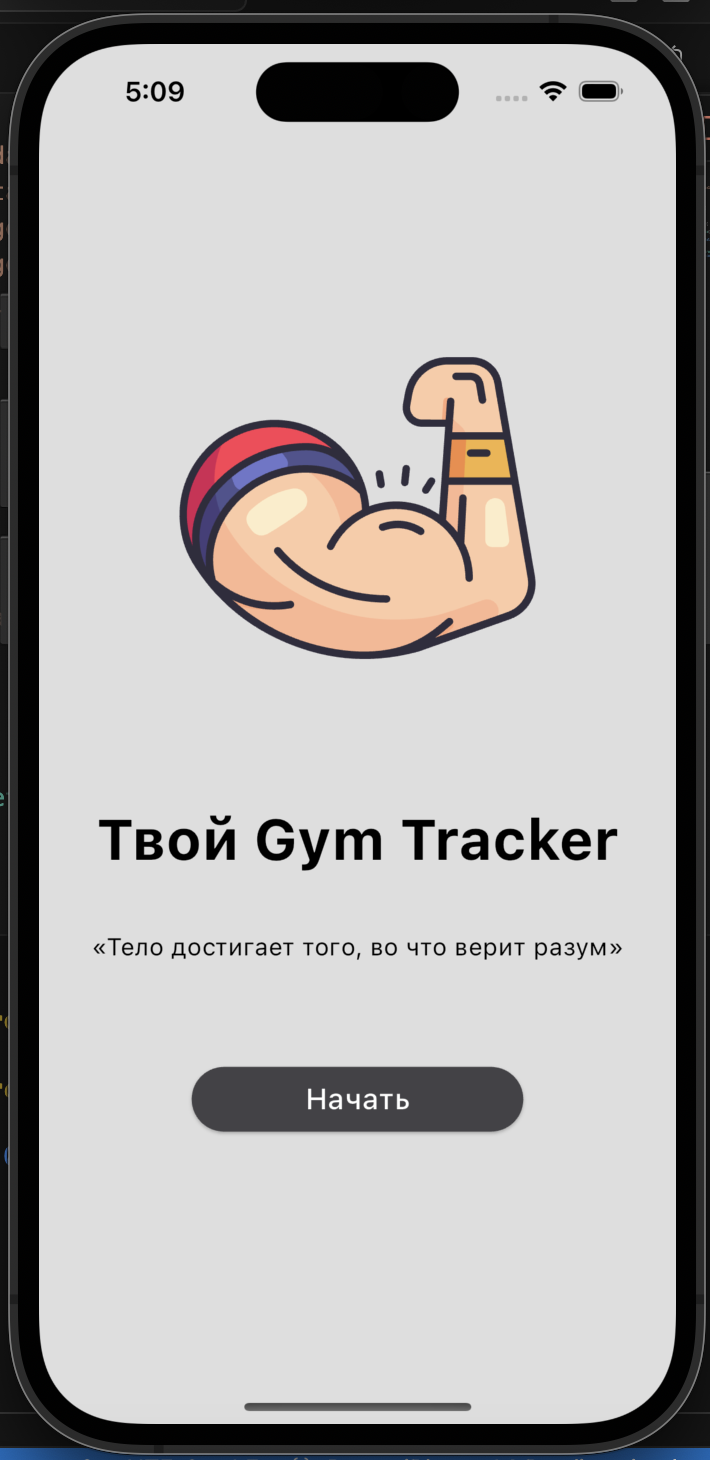 5:09
Твой Gym Tracker
«Тело достигает того, во что верит разум»
Начать